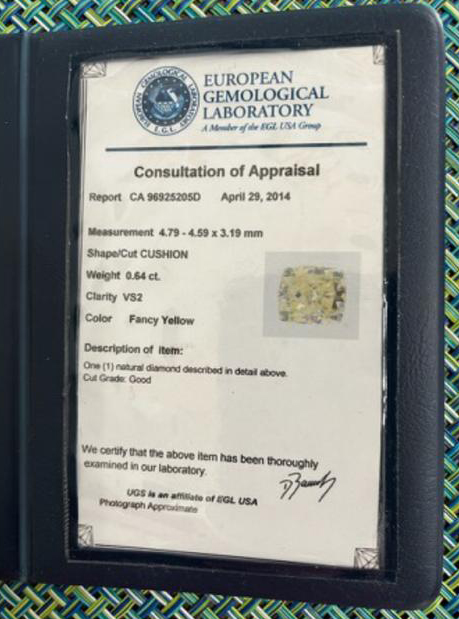 EUROPEAN GEMOLOGICAL LABORATORY
E.G.L.
EUROPEAN
GEMOLOGICAL
LABORATORY
A Member of the EGL USA Group
Consultation of Appraisal
Report CA 96925205D April 29, 2014
Measurement 4.79 - 4.59 x 3.19 mm
Shape/Cut CUSHION
Weight 0.64 ct.
Clarity VS2
Color Fancy Yellow
Description of item:
One (1) natural diamond described in detail above.
Cut Grade: Good
We certify that the above item has been thoroughly
examined in our laboratory.
UGS is an affiliate of EGL USA
Photograph Approximate